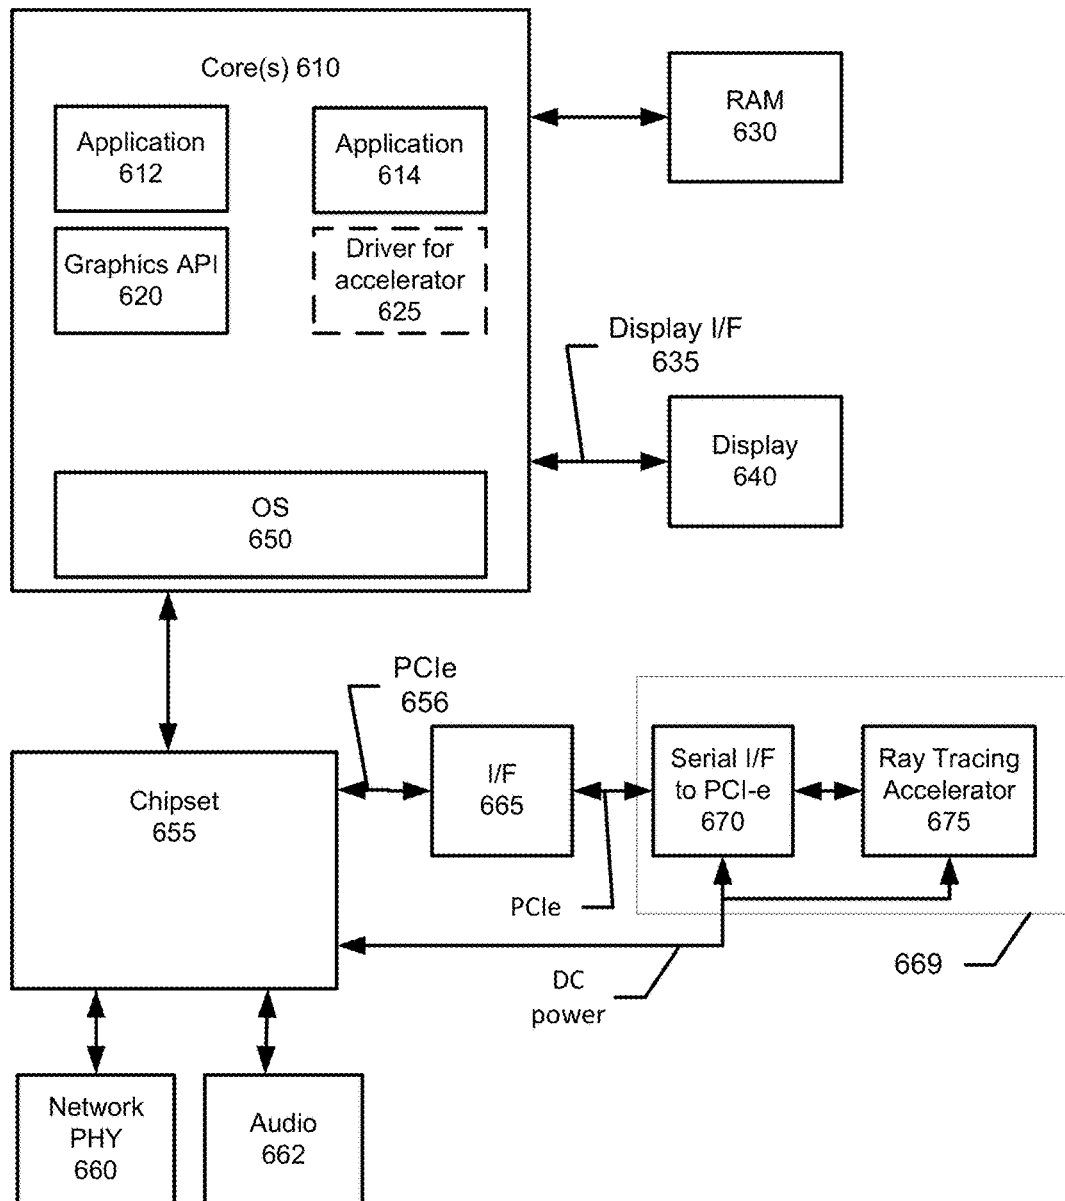 Core(s) 610
Application
612
Application
614
Graphics API
620
Driver for
accelerator
625
OS
650
RAM
630
Display I/F
635
Display
640
PCIe
656
Chipset
655
I/F
665
Serial I/F
to PCI-e
670
Ray Tracing
Accelerator
675
PCIe
DC
power
669
Network
PHY
660
Audio
662